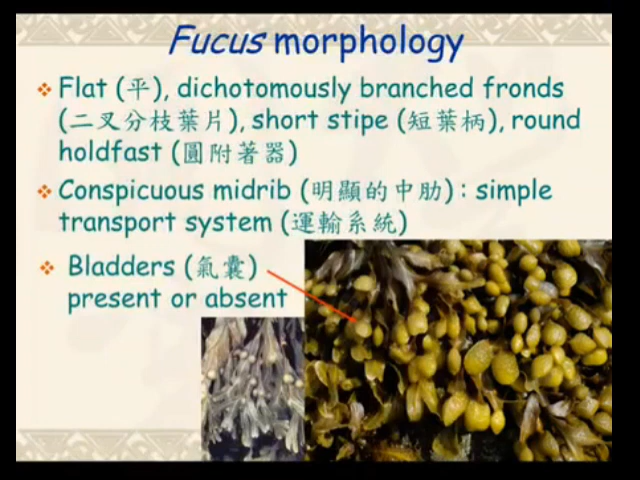 Fucus morphology
Flat (平), dichotomously branched fronds
(二叉分枝葉片), short stipe (短葉柄), round
holdfast (圓附著器)
Conspicuous midrib (明顯的中肋) : simple
transport system (運輸系統)
Bladders (氣囊)
present or absent